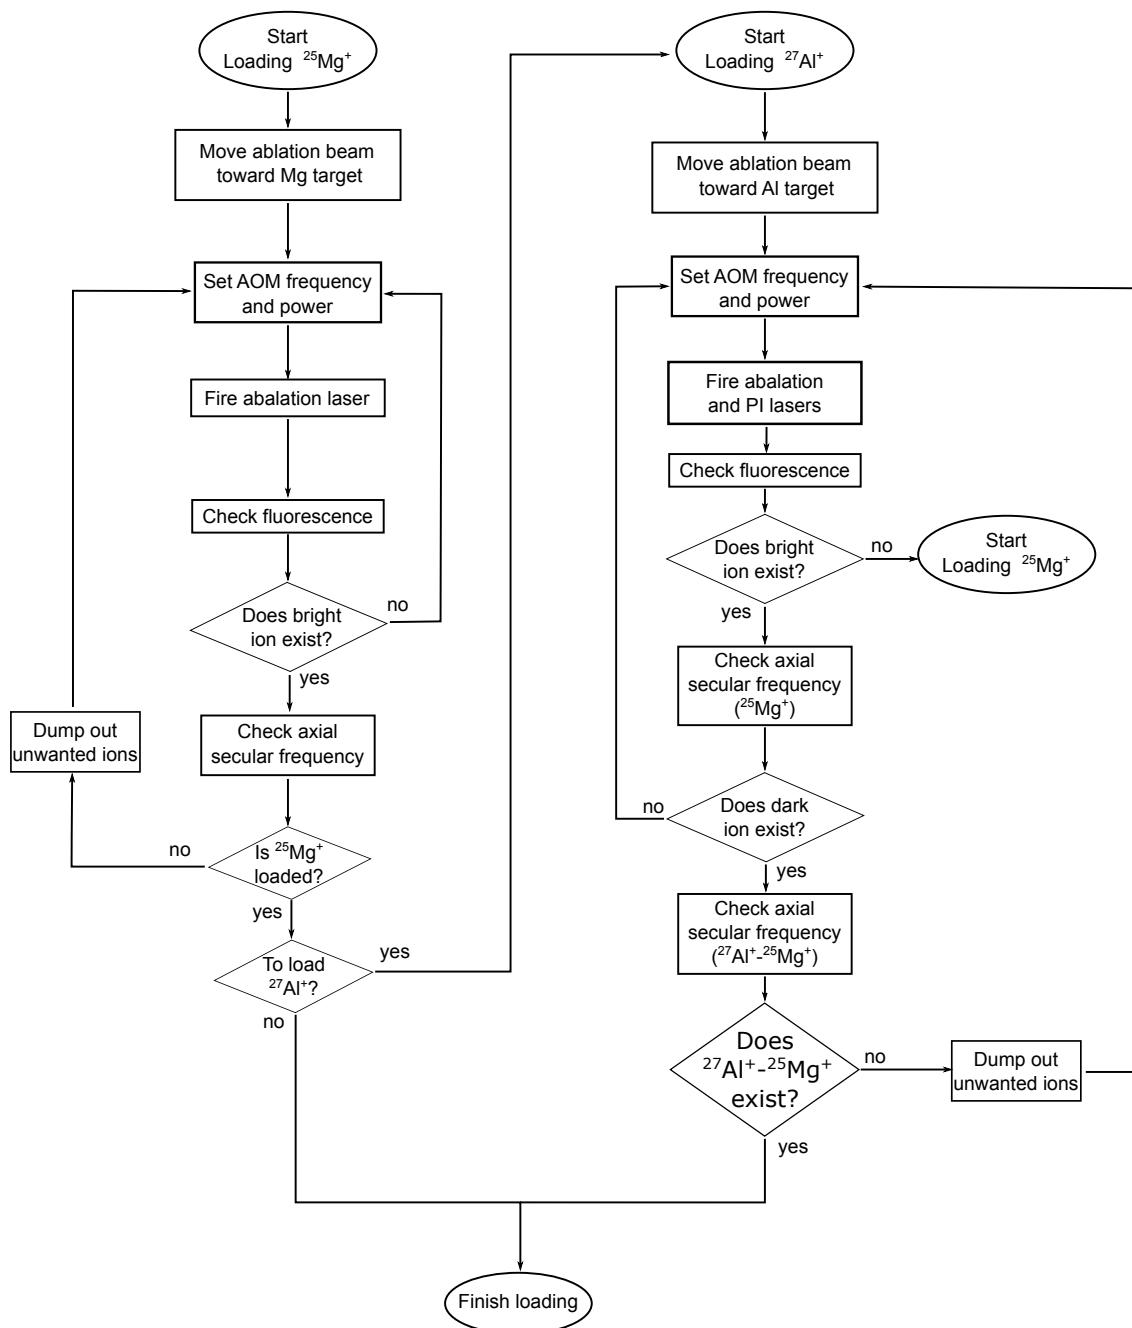 Start
Loading ²⁵Mg⁺
Move ablation beam
toward Mg target
Set AOM frequency
and power
Fire abalation laser
Check fluorescence
Does bright
ion exist?
no
yes
Check axial
secular frequency
Dump out
unwanted ions
Is ²⁵Mg⁺
loaded?
no
yes
To load
²⁷Al⁺?
yes
no
Start
Loading ²⁷Al⁺
Move ablation beam
toward Al target
Set AOM frequency
and power
Fire abalation
and PI lasers
Check fluorescence
Does bright
ion exist?
no
Start
Loading ²⁵Mg⁺
yes
Check axial
secular frequency
(²⁵Mg⁺)
Does dark
ion exist?
no
yes
Check axial
secular frequency
(²⁷Al⁺-²⁵Mg⁺)
Does
²⁷Al⁺-²⁵Mg⁺
exist?
no
Dump out
unwanted ions
yes
Finish loading